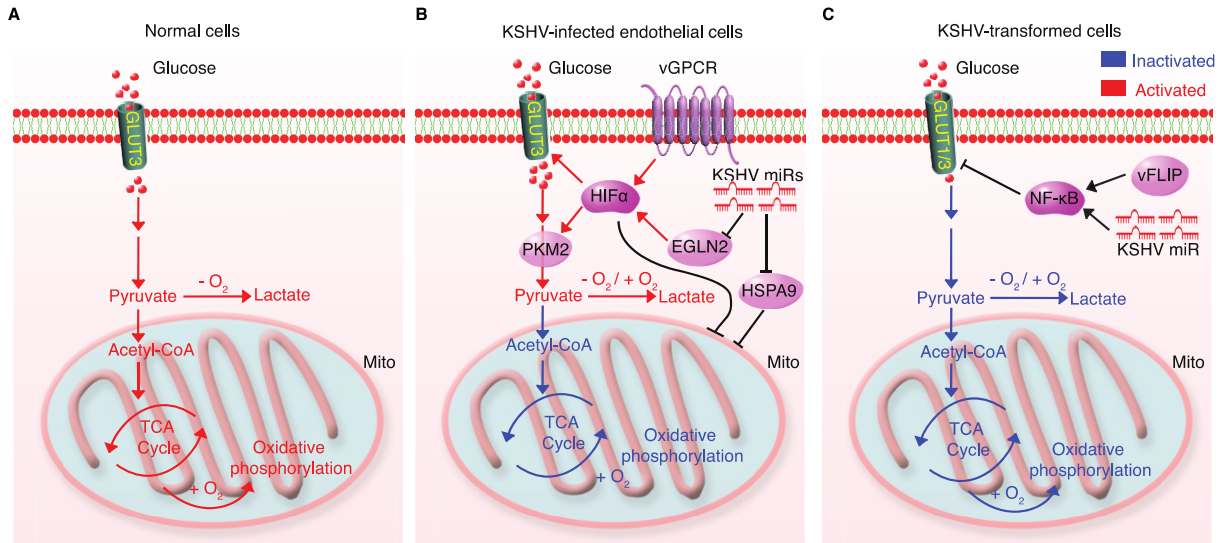 A
Normal cells
Glucose
GLUT3
- O₂
Pyruvate
Lactate
Acetyl-CoA
Mito
TCA
Cycle
Oxidative
phosphorylation
+ O₂
B
KSHV-infected endothelial cells
Glucose
vGPCR
GLUT3
KSHV miRs
HIFα
PKM2
EGLN2
- O₂ / + O₂
HSPA9
Pyruvate
Lactate
Acetyl-CoA
Mito
TCA
Cycle
Oxidative
phosphorylation
+ O₂
C
KSHV-transformed cells
Inactivated
Activated
Glucose
GLUT1/3
vFLIP
NF-κB
KSHV miR
- O₂ / + O₂
Pyruvate
Lactate
Acetyl-CoA
Mito
TCA
Cycle
Oxidative
phosphorylation
+ O₂